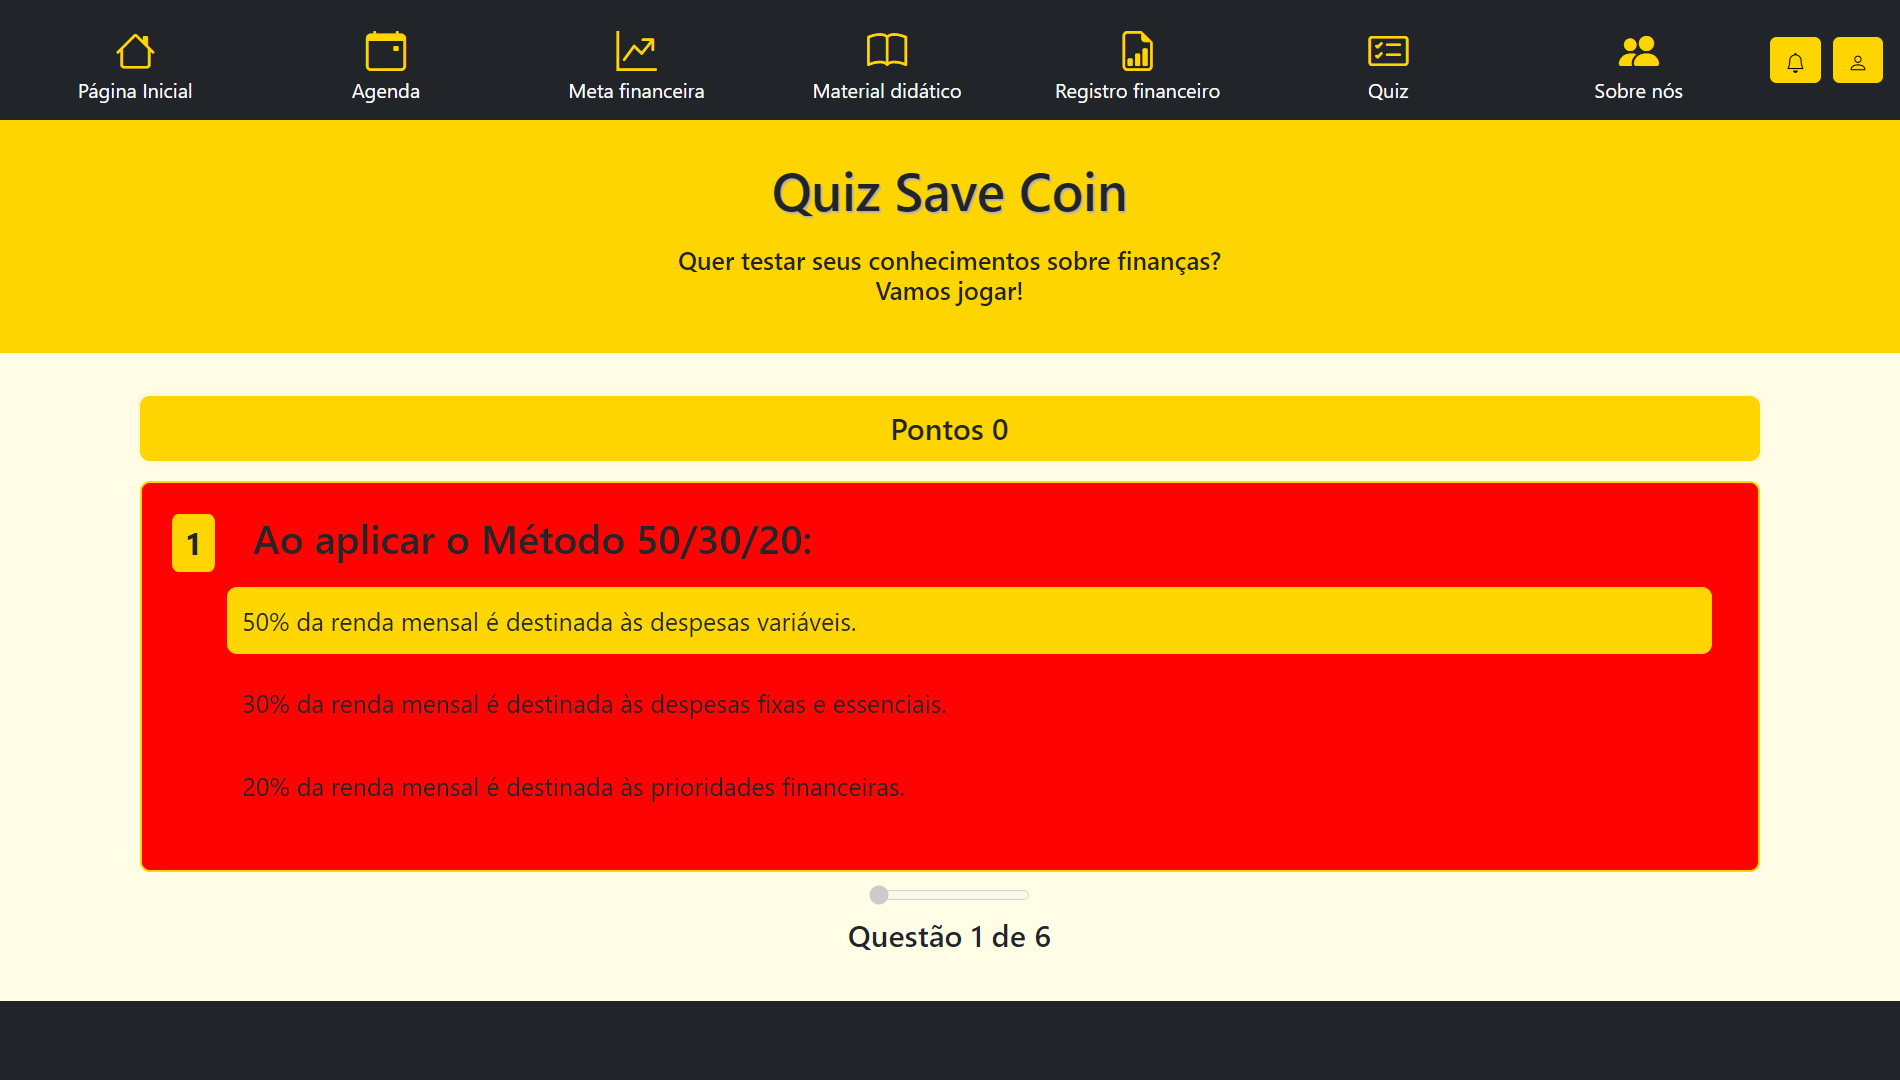 Página Inicial
Agenda
Meta financeira
Material didático
Registro financeiro
Quiz
Sobre nós
Quiz Save Coin
Quer testar seus conhecimentos sobre finanças?
Vamos jogar!
Pontos 0
1 Ao aplicar o Método 50/30/20:
50% da renda mensal é destinada às despesas variáveis.
30% da renda mensal é destinada às despesas fixas e essenciais.
20% da renda mensal é destinada às prioridades financeiras.
Questão 1 de 6